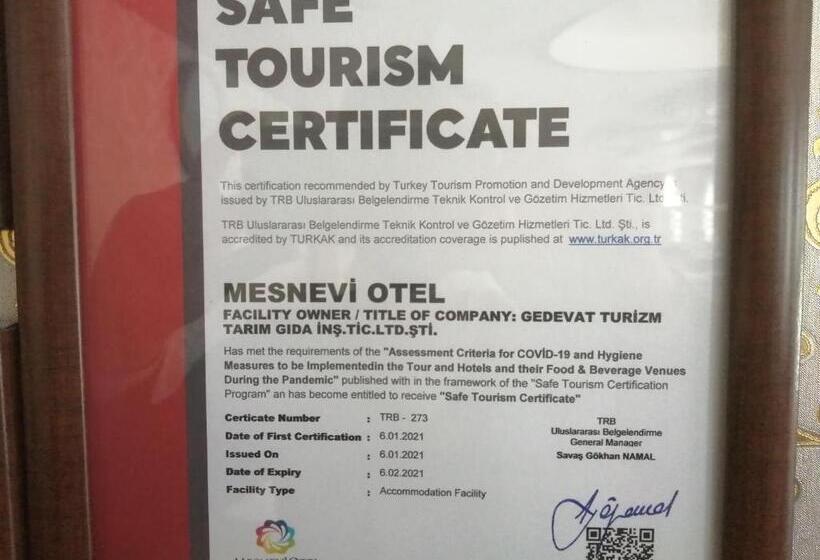 SAFE
TOURISM
CERTIFICATE
This certification recommended by Turkey Tourism Promotion and Development Agency
issued by TRB Uluslararası Belgelendirme Teknik Kontrol ve Gözetim Hizmetleri Tic. Ltd. Şti.
TRB Uluslararası Belgelendirme Teknik Kontrol ve Gözetim Hizmetleri Tic. Ltd. Şti., is
accredited by TURKAK and its accreditation coverage is puplished at www.turkak.org.tr
MESNEVİ OTEL
FACILITY OWNER / TITLE OF COMPANY: GEDEVAT TURİZM
TARIM GIDA İNŞ.TİC.LTD.ŞTİ.
Has met the requirements of the "Assessment Criteria for COVİD-19 and Hygiene
Measures to be Implementedin the Tour and Hotels and their Food & Beverage Venues
During the Pandemic" published with in the framework of the "Safe Tourism Certification
Program" an has become entitled to receive "Safe Tourism Certificate"
Certicate Number : TRB - 273
Date of First Certification : 6.01.2021
Issued On : 6.01.2021
Date of Expiry : 6.02.2021
Facility Type : Accommodation Facility
TRB
Uluslararası Belgelendirme
General Manager
Savaş Gökhan NAMAL